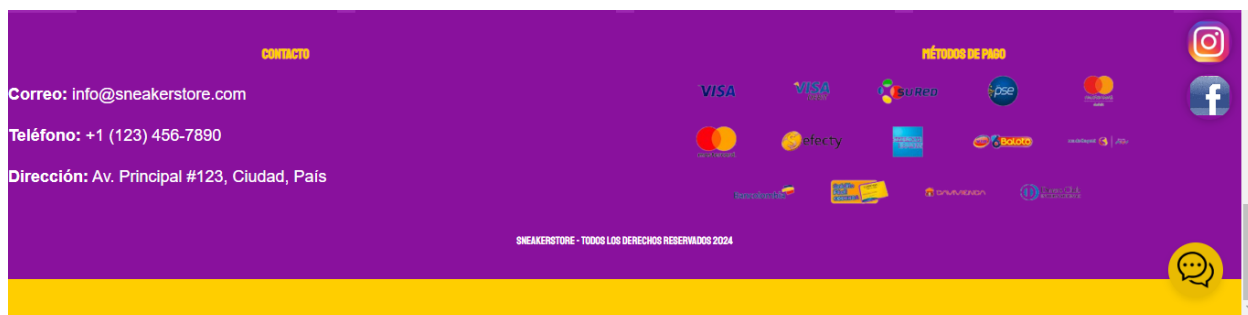 CONTACTO
Correo: info@sneakerstore.com
Teléfono: +1 (123) 456-7890
Dirección: Av. Principal #123, Ciudad, País
MÉTODOS DE PAGO
VISA VISA SuRED pse
efecty Baloto
DAVIVIENDA
SNEAKERSTORE - TODOS LOS DERECHOS RESERVADOS 2024